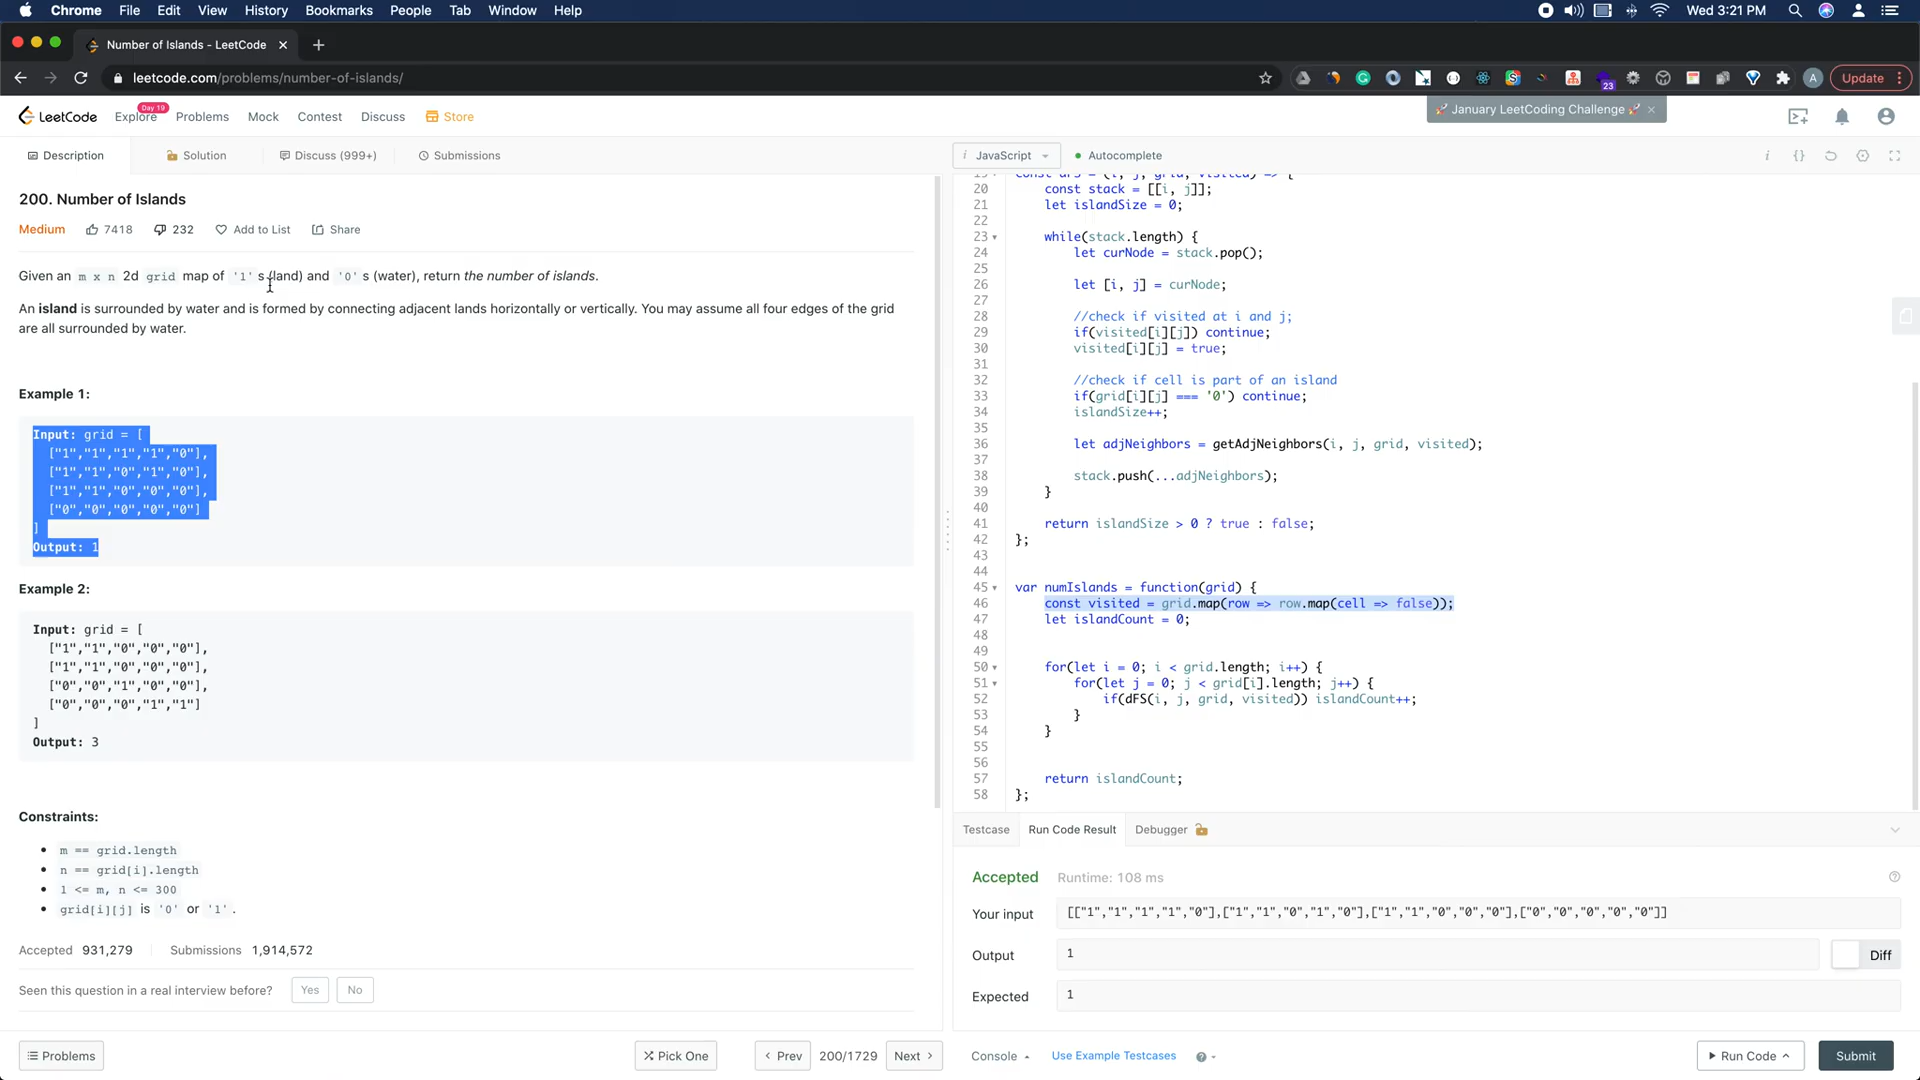 Chrome File Edit View History Bookmarks People Tab Window Help Wed 3:21 PM
Number of Islands - LeetCode
leetcode.com/problems/number-of-islands/ 23 A Update
January LeetCoding Challenge
LeetCode Explore Day 19 Problems Mock Contest Discuss Store
Description Solution Discuss (999+) Submissions
200. Number of Islands
Medium 7418 232 Add to List Share
Given an m x n 2d grid map of '1' s (land) and '0' s (water), return the number of islands.
An island is surrounded by water and is formed by connecting adjacent lands horizontally or vertically. You may assume all four edges of the grid
are all surrounded by water.
Example 1:
Input: grid = [
["1","1","1","1","0"],
["1","1","0","1","0"],
["1","1","0","0","0"],
["0","0","0","0","0"]
]
Output: 1
Example 2:
Input: grid = [
["1","1","0","0","0"],
["1","1","0","0","0"],
["0","0","1","0","0"],
["0","0","0","1","1"]
]
Output: 3
Constraints:
m == grid.length
n == grid[i].length
1 <= m, n <= 300
grid[i][j] is '0' or '1' .
Accepted 931,279 Submissions 1,914,572
Seen this question in a real interview before? Yes No
Problems Pick One Prev 200/1729 Next
i JavaScript Autocomplete
20 const stack = [[i, j]];
21 let islandSize = 0;
22
23 while(stack.length) {
24 let curNode = stack.pop();
25
26 let [i, j] = curNode;
27
28 //check if visited at i and j;
29 if(visited[i][j]) continue;
30 visited[i][j] = true;
31
32 //check if cell is part of an island
33 if(grid[i][j] === '0') continue;
34 islandSize++;
35
36 let adjNeighbors = getAdjNeighbors(i, j, grid, visited);
37
38 stack.push(...adjNeighbors);
39 }
40
41 return islandSize > 0 ? true : false;
42 };
43
44
45 var numIslands = function(grid) {
46 const visited = grid.map(row => row.map(cell => false));
47 let islandCount = 0;
48
49
50 for(let i = 0; i < grid.length; i++) {
51 for(let j = 0; j < grid[i].length; j++) {
52 if(dFS(i, j, grid, visited)) islandCount++;
53 }
54 }
55
56
57 return islandCount;
58 };
Testcase Run Code Result Debugger
Accepted Runtime: 108 ms
Your input [["1","1","1","1","0"],["1","1","0","1","0"],["1","1","0","0","0"],["0","0","0","0","0"]]
Output 1 Diff
Expected 1
Console Use Example Testcases Run Code Submit